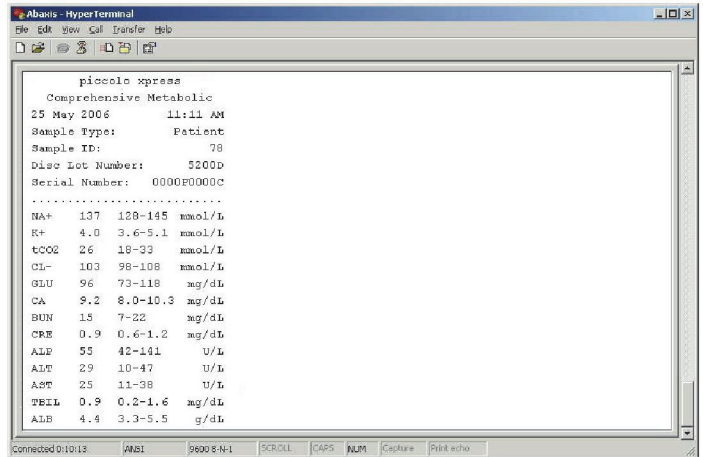 Abaxis - HyperTerminal
File Edit View Call Transfer Help
piccolo xpress
Comprehensive Metabolic
25 May 2006 11:11 AM
Sample Type: Patient
Sample ID: 78
Disc Lot Number: 5200D
Serial Number: 0000P0000C
............................
NA+ 137 128-145 mmol/L
K+ 4.0 3.6-5.1 mmol/L
tCO2 26 18-33 mmol/L
CL- 103 98-108 mmol/L
GLU 96 73-118 mg/dL
CA 9.2 8.0-10.3 mg/dL
BUN 15 7-22 mg/dL
CRE 0.9 0.6-1.2 mg/dL
ALP 55 42-141 U/L
ALT 29 10-47 U/L
AST 25 11-38 U/L
TBIL 0.9 0.2-1.6 mg/dL
ALB 4.4 3.3-5.5 g/dL
Connected 0:10:13 ANSI 9600 8-N-1 SCROLL CAPS NUM Capture Print echo